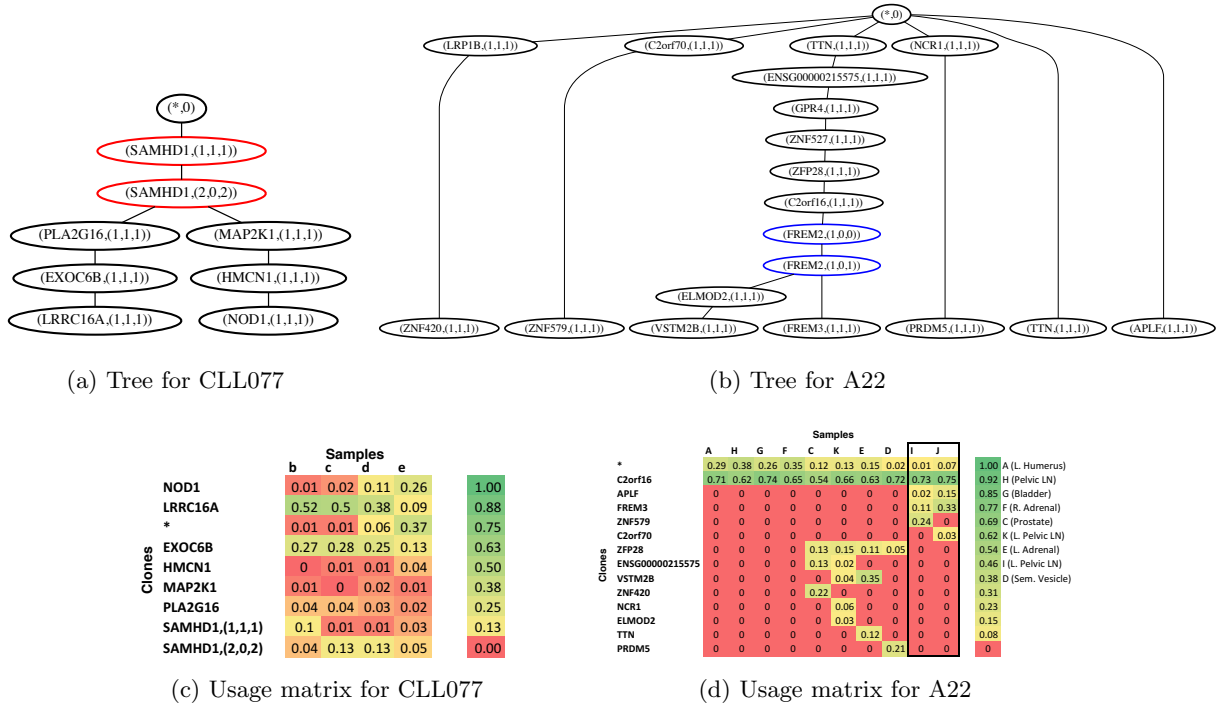 (*,0)
(SAMHD1,(1,1,1))
(SAMHD1,(2,0,2))
(PLA2G16,(1,1,1)) (MAP2K1,(1,1,1))
(EXOC6B,(1,1,1)) (HMCN1,(1,1,1))
(LRRC16A,(1,1,1)) (NOD1,(1,1,1))
(a) Tree for CLL077
(*,0)
(LRP1B,(1,1,1)) (C2orf70,(1,1,1)) (TTN,(1,1,1)) (NCR1,(1,1,1))
(ENSG00000215575,(1,1,1))
(GPR4,(1,1,1))
(ZNF527,(1,1,1))
(ZFP28,(1,1,1))
(C2orf16,(1,1,1))
(FREM2,(1,0,0))
(FREM2,(1,0,1))
(ELMOD2,(1,1,1))
(ZNF420,(1,1,1)) (ZNF579,(1,1,1)) (VSTM2B,(1,1,1)) (FREM3,(1,1,1)) (PRDM5,(1,1,1)) (TTN,(1,1,1)) (APLF,(1,1,1))
(b) Tree for A22
Samples
b c d e
Clones
NOD1 0.01 0.02 0.11 0.26 1.00
LRRC16A 0.52 0.5 0.38 0.09 0.88
* 0.01 0.01 0.06 0.37 0.75
EXOC6B 0.27 0.28 0.25 0.13 0.63
HMCN1 0 0.01 0.01 0.04 0.50
MAP2K1 0.01 0 0.02 0.01 0.38
PLA2G16 0.04 0.04 0.03 0.02 0.25
SAMHD1,(1,1,1) 0.1 0.01 0.01 0.03 0.13
SAMHD1,(2,0,2) 0.04 0.13 0.13 0.05 0.00
(c) Usage matrix for CLL077
Samples
A H G F C K E D I J
Clones
* 0.29 0.38 0.26 0.35 0.12 0.13 0.15 0.02 0.01 0.07 1.00 A (L. Humerus)
C2orf16 0.71 0.62 0.74 0.65 0.54 0.66 0.63 0.72 0.73 0.75 0.92 H (Pelvic LN)
APLF 0 0 0 0 0 0 0 0 0.02 0.15 0.85 G (Bladder)
FREM3 0 0 0 0 0 0 0 0 0.11 0.33 0.77 F (R. Adrenal)
ZNF579 0 0 0 0 0 0 0 0 0.24 0 0.69 C (Prostate)
C2orf70 0 0 0 0 0 0 0 0 0 0.03 0.62 K (L. Pelvic LN)
ZFP28 0 0 0 0 0.13 0.15 0.11 0.05 0 0 0.54 E (L. Adrenal)
ENSG00000215575 0 0 0 0 0.13 0.02 0 0 0 0 0.46 I (L. Pelvic LN)
VSTM2B 0 0 0 0 0 0.04 0.35 0 0 0 0.38 D (Sem. Vesicle)
ZNF420 0 0 0 0 0.22 0 0 0 0 0 0.31
NCR1 0 0 0 0 0 0.06 0 0 0 0 0.23
ELMOD2 0 0 0 0 0 0.03 0 0 0 0 0.15
TTN 0 0 0 0 0 0 0.12 0 0 0 0.08
PRDM5 0 0 0 0 0 0 0 0.21 0 0 0
(d) Usage matrix for A22